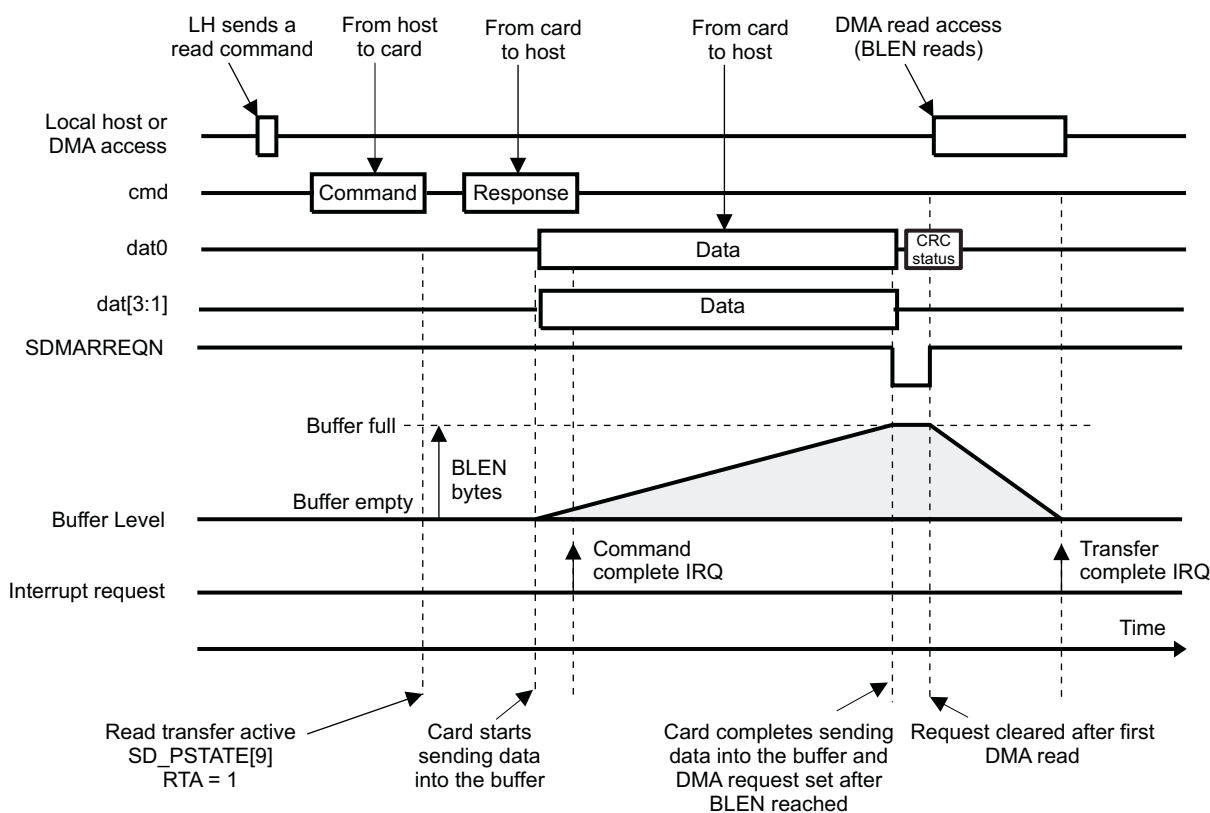 LH sends a
read command
From host
to card
From card
to host
From card
to host
DMA read access
(BLEN reads)
Local host or
DMA access
cmd
Command
Response
dat0
Data
CRC
status
dat[3:1]
Data
SDMARREQN
Buffer full
BLEN
bytes
Buffer empty
Buffer Level
Command
complete IRQ
Transfer
complete IRQ
Interrupt request
Time
Read transfer active
SD_PSTATE[9]
RTA = 1
Card starts
sending data
into the buffer
Card completes sending
data into the buffer and
DMA request set after
BLEN reached
Request cleared after first
DMA read